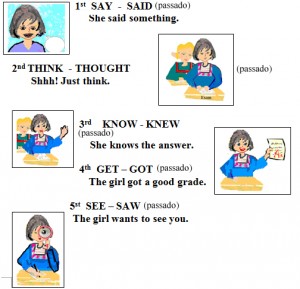 1st SAY - SAID (passado)
She said something.
2nd THINK - THOUGHT (passado)
Shhh! Just think.
3rd KNOW - KNEW
(passado)
She knows the answer.
4th GET – GOT (passado)
The girl got a good grade.
5st SEE – SAW (passado)
The girl wants to see you.